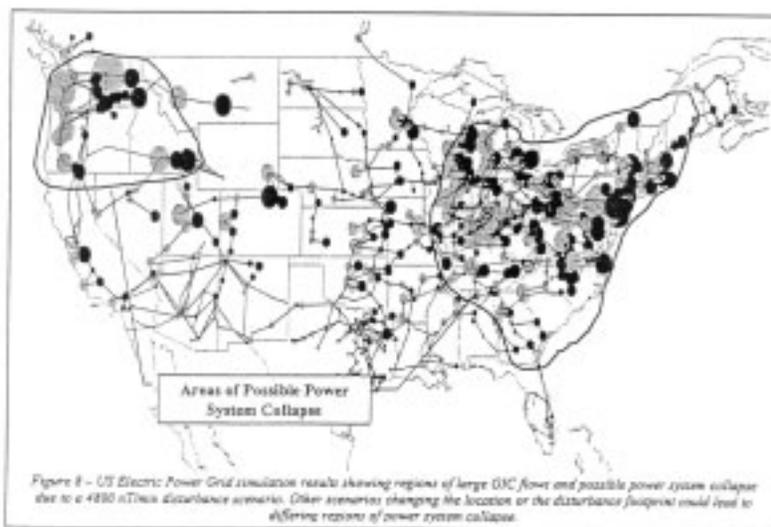 Areas of Possible Power
System Collapse
Figure 8 – US Electric Power Grid simulation results showing regions of large GIC flows and possible power system collapse
due to a 4800 nT/min disturbance scenario. Other scenarios changing the location or the disturbance footprint could lead to
differing regions of power system collapse.